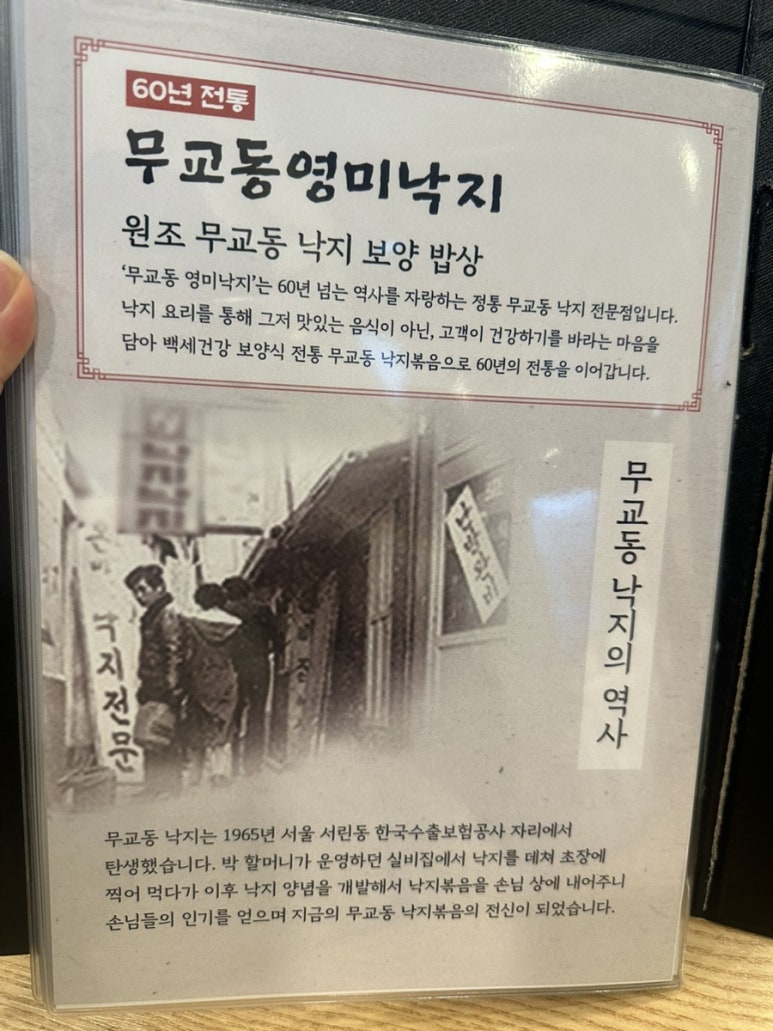 60년 전통
무교동영미낙지
원조 무교동 낙지 보양 밥상
‘무교동 영미낙지’는 60년 넘는 역사를 자랑하는 정통 무교동 낙지 전문점입니다.
낙지 요리를 통해 그저 맛있는 음식이 아닌, 고객이 건강하기를 바라는 마음을
담아 백세건강 보양식 전통 무교동 낙지볶음으로 60년의 전통을 이어갑니다.
무교동 낙지의 역사
낙지전문
무교동 낙지는 1965년 서울 서린동 한국수출보험공사 자리에서
탄생했습니다. 박 할머니가 운영하던 실비집에서 낙지를 데쳐 초장에
찍어 먹다가 이후 낙지 양념을 개발해서 낙지볶음을 손님 상에 내어주니
손님들의 인기를 얻으며 지금의 무교동 낙지볶음의 전신이 되었습니다.